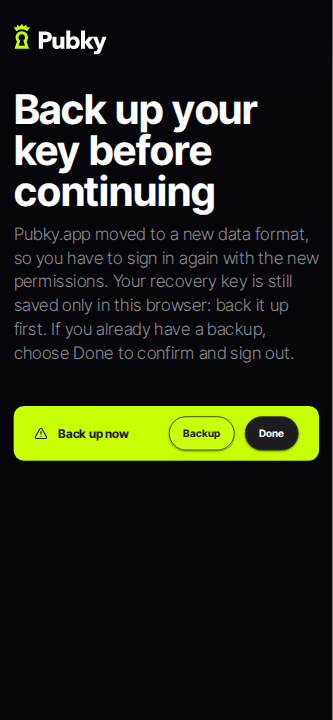 Pubky
Back up your
key before
continuing
Pubky.app moved to a new data format,
so you have to sign in again with the new
permissions. Your recovery key is still
saved only in this browser: back it up
first. If you already have a backup,
choose Done to confirm and sign out.
Back up now
Backup
Done